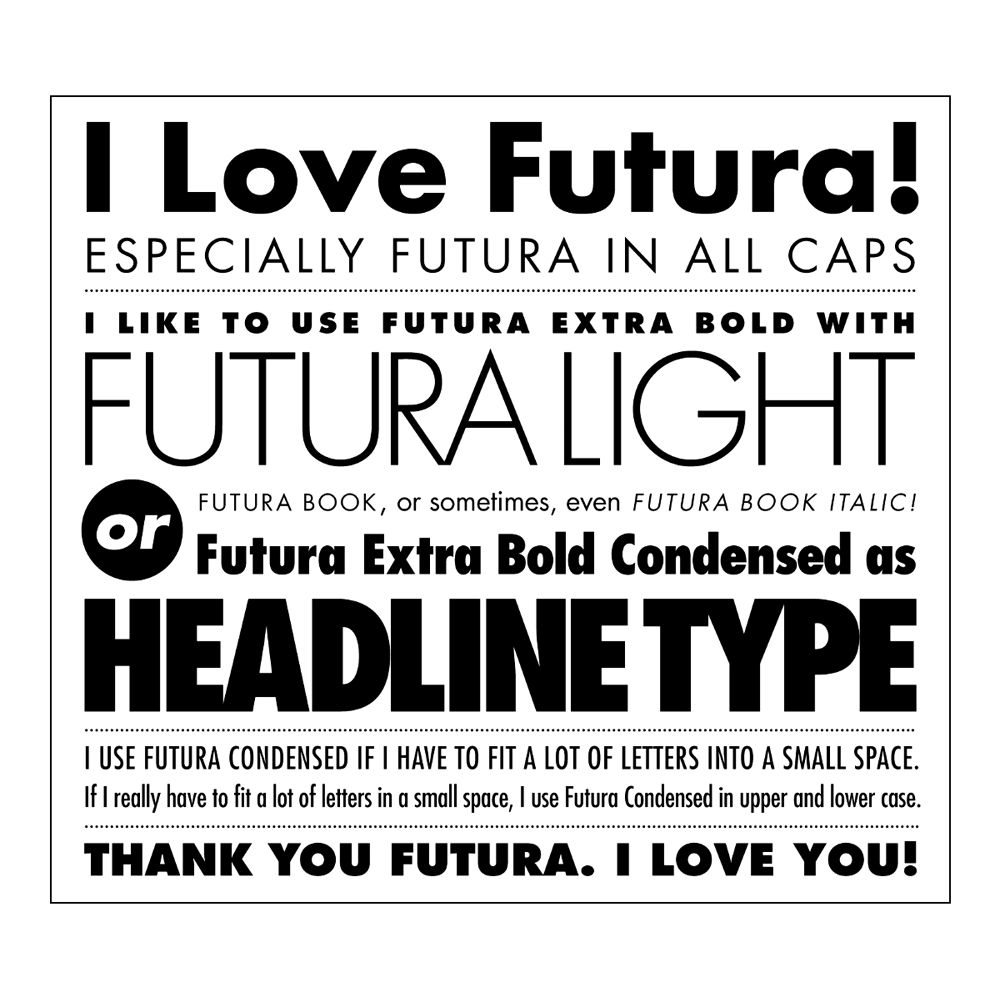 I Love Futura!
ESPECIALLY FUTURA IN ALL CAPS
I LIKE TO USE FUTURA EXTRA BOLD WITH
FUTURA LIGHT
or
FUTURA BOOK, or sometimes, even FUTURA BOOK ITALIC!
Futura Extra Bold Condensed as
HEADLINE TYPE
I USE FUTURA CONDENSED IF I HAVE TO FIT A LOT OF LETTERS INTO A SMALL SPACE.
If I really have to fit a lot of letters in a small space, I use Futura Condensed in upper and lower case.
THANK YOU FUTURA. I LOVE YOU!